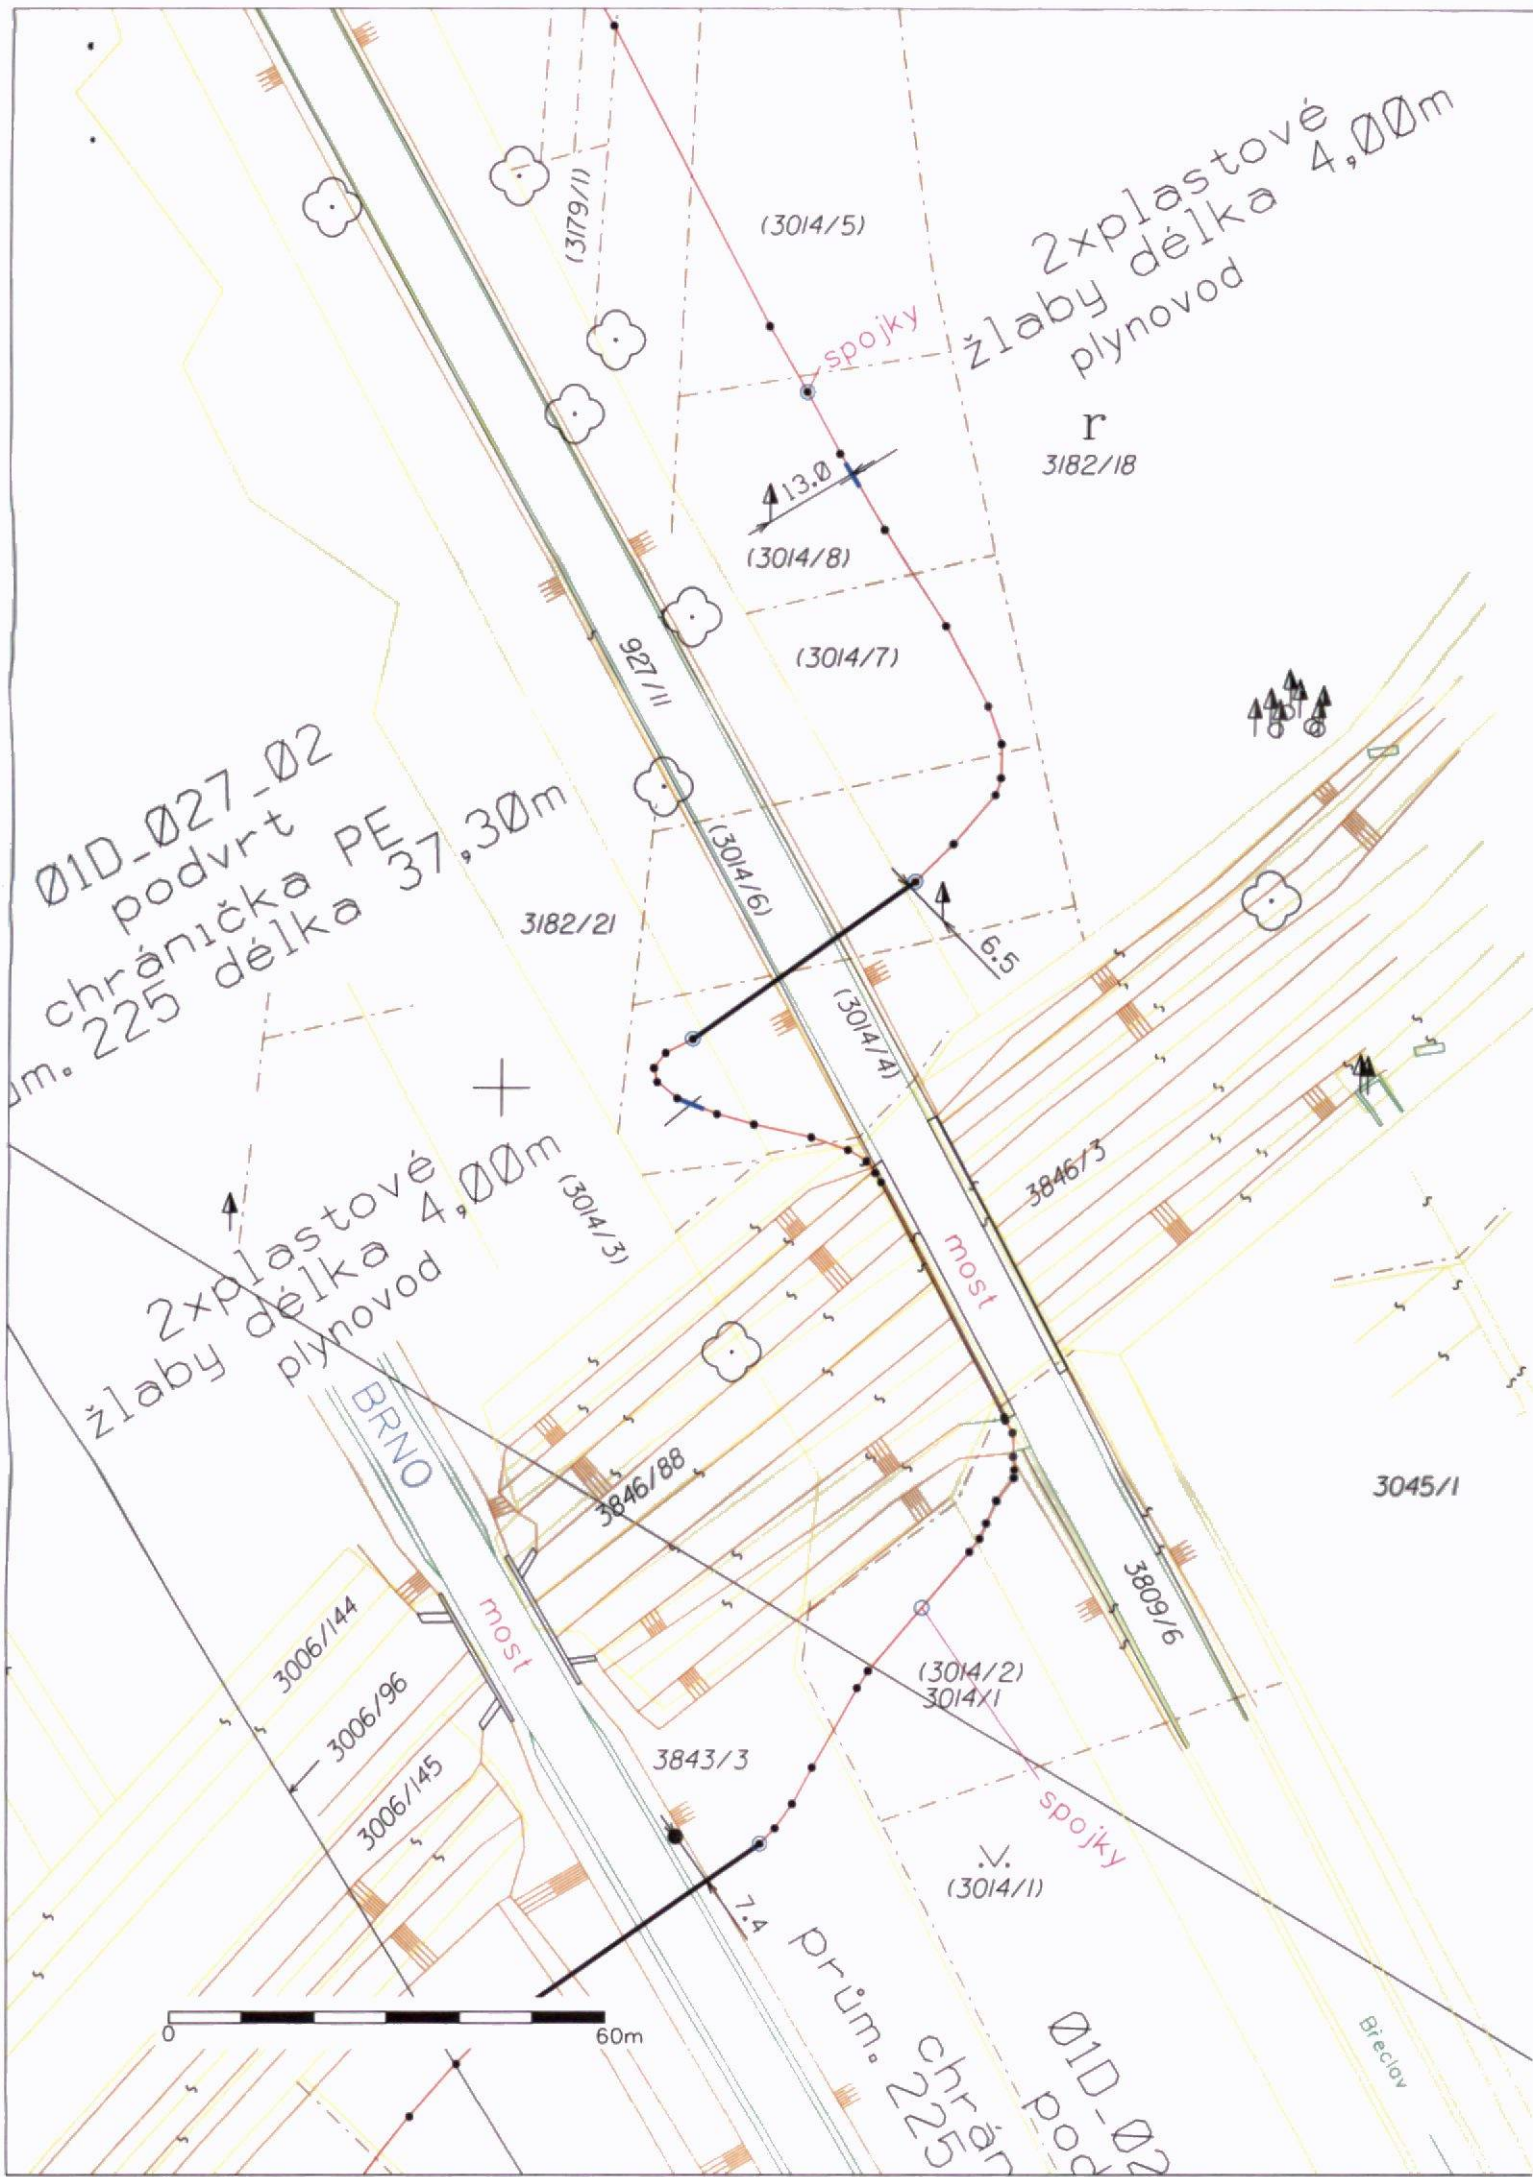 2xplastové
žlaby délka 4,00m
plynovod
(3179/1)
(3014/5)
spojky
r
3182/18
13.0
(3014/8)
927/11
(3014/7)
01D_027_02
podvrt
chránička PE
225 délka 37,30m
(3014/6)
3182/21
6.5
(3014/4)
2xplastové
žlaby délka 4,00m
plynovod
(3014/3)
3846/3
most
BRNO
3846/88
3045/1
most
3809/6
3006/144
3006/96
3006/145
(3014/2)
3014/1
3843/3
spojky
(3014/1)
7.4
0
60m
prům. 225
chrán
01D_02
pod
Břeclav